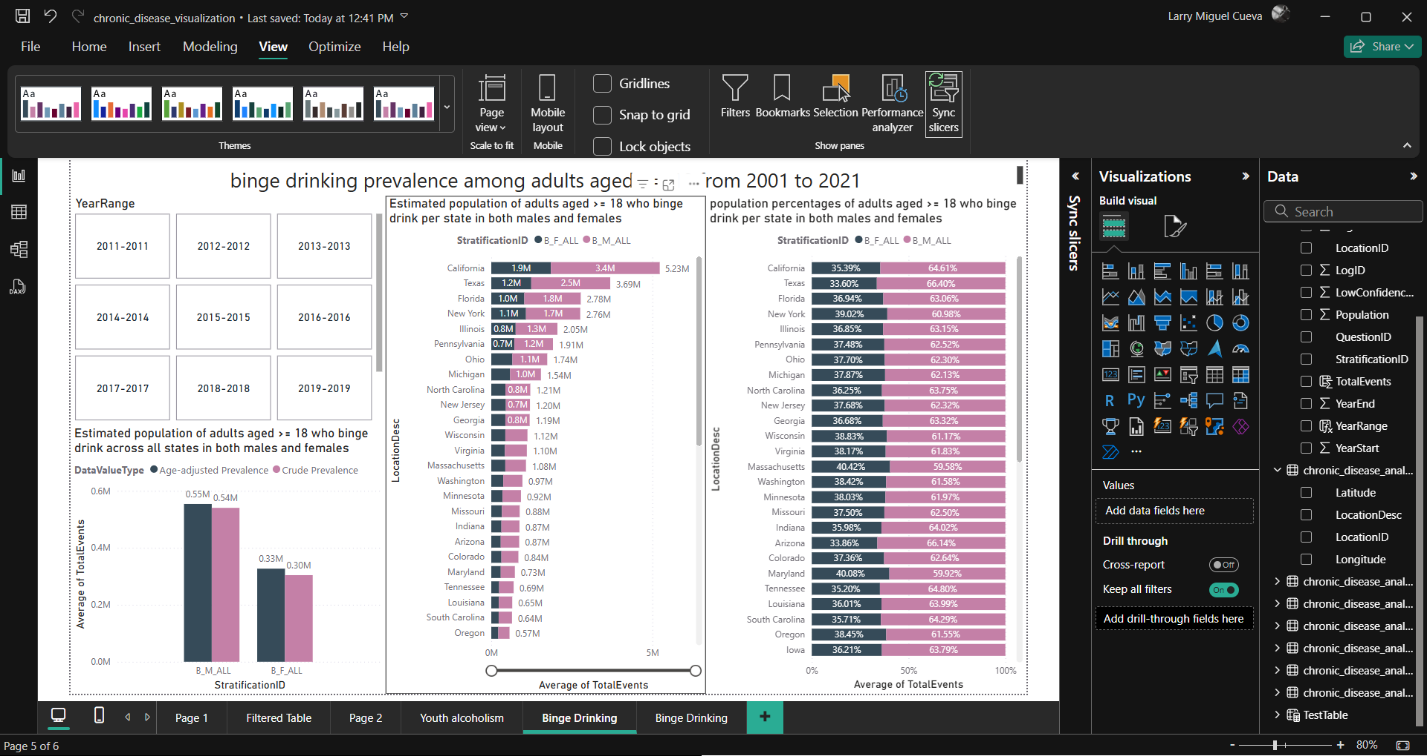 chronic_disease_visualization • Last saved: Today at 12:41 PM
Larry Miguel Cueva
File Home Insert Modeling View Optimize Help
Share
Aa Aa Aa Aa Aa Aa
Themes
Page view
Scale to fit
Mobile layout
Mobile
Gridlines
Snap to grid
Lock objects
Filters Bookmarks Selection Performance analyzer Sync slicers
Show panes
binge drinking prevalence among adults aged rom 2001 to 2021
YearRange
2011-2011 2012-2012 2013-2013
2014-2014 2015-2015 2016-2016
2017-2017 2018-2018 2019-2019
Estimated population of adults aged >= 18 who binge
drink across all states in both males and females
DataValueType Age-adjusted Prevalence Crude Prevalence
Average of TotalEvents
0.6M
0.4M
0.2M
0.0M
0.55M 0.54M
0.33M 0.30M
B_M_ALL B_F_ALL
StratificationID
Estimated population of adults aged >= 18 who binge
drink per state in both males and females
StratificationID B_F_ALL B_M_ALL
LocationDesc
California 1.9M 3.4M 5.23M
Texas 1.2M 2.5M 3.69M
Florida 1.0M 1.8M 2.78M
New York 1.1M 1.7M 2.76M
Illinois 0.8M 1.3M 2.05M
Pennsylvania 0.7M 1.2M 1.91M
Ohio 1.1M 1.74M
Michigan 1.0M 1.54M
North Carolina 0.8M 1.21M
New Jersey 0.7M 1.20M
Georgia 0.8M 1.19M
Wisconsin 1.12M
Virginia 1.10M
Massachusetts 1.08M
Washington 0.97M
Minnesota 0.92M
Missouri 0.88M
Indiana 0.87M
Arizona 0.87M
Colorado 0.84M
Maryland 0.73M
Tennessee 0.69M
Louisiana 0.65M
South Carolina 0.64M
Oregon 0.57M
0M 5M
Average of TotalEvents
population percentages of adults aged >= 18 who binge
drink per state in both males and females
StratificationID B_F_ALL B_M_ALL
LocationDesc
California 35.39% 64.61%
Texas 33.60% 66.40%
Florida 36.94% 63.06%
New York 39.02% 60.98%
Illinois 36.85% 63.15%
Pennsylvania 37.48% 62.52%
Ohio 37.70% 62.30%
Michigan 37.87% 62.13%
North Carolina 36.25% 63.75%
New Jersey 37.68% 62.32%
Georgia 36.68% 63.32%
Wisconsin 38.83% 61.17%
Virginia 38.17% 61.83%
Massachusetts 40.42% 59.58%
Washington 38.42% 61.58%
Minnesota 38.03% 61.97%
Missouri 37.50% 62.50%
Indiana 35.98% 64.02%
Arizona 33.86% 66.14%
Colorado 37.36% 62.64%
Maryland 40.08% 59.92%
Tennessee 35.20% 64.80%
Louisiana 36.01% 63.99%
South Carolina 35.71% 64.29%
Oregon 38.45% 61.55%
Iowa 36.21% 63.79%
0% 50% 100%
Average of TotalEvents
Sync slicers
Visualizations
Build visual
123
R Py
123
Values
Add data fields here
Drill through
Cross-report Off
Keep all filters On
Add drill-through fields here
Data
Search
LocationID
LogID
LowConfidenc...
Population
QuestionID
StratificationID
TotalEvents
YearEnd
YearRange
YearStart
chronic_disease_anal...
Latitude
LocationDesc
LocationID
Longitude
chronic_disease_anal...
chronic_disease_anal...
chronic_disease_anal...
chronic_disease_anal...
chronic_disease_anal...
chronic_disease_anal...
TestTable
Page 1 Filtered Table Page 2 Youth alcoholism Binge Drinking Binge Drinking +
Page 5 of 6
- + 80%